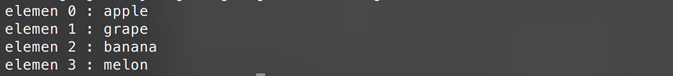 elemen 0 : apple
elemen 1 : grape
elemen 2 : banana
elemen 3 : melon